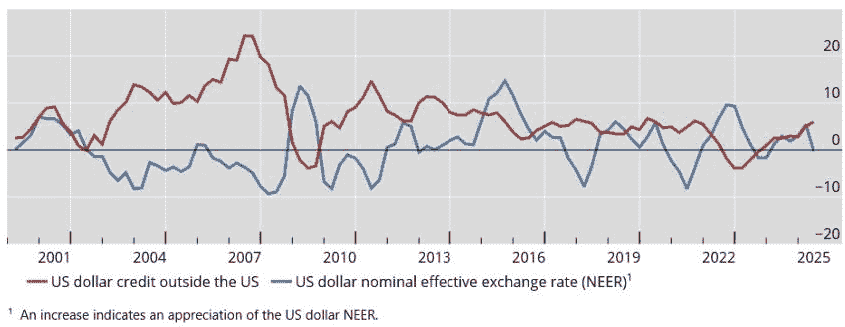 20
10
0
−10
−20
2001 2004 2007 2010 2013 2016 2019 2022 2025
US dollar credit outside the US US dollar nominal effective exchange rate (NEER)1
1 An increase indicates an appreciation of the US dollar NEER.